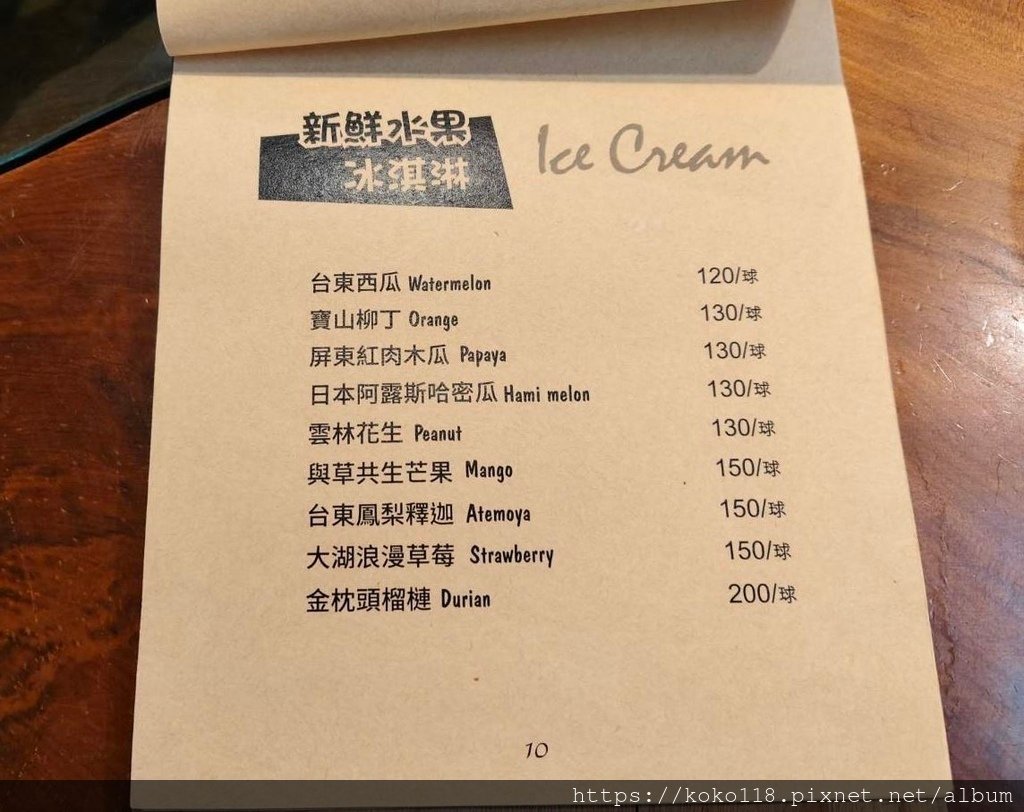 新鮮水果
冰淇淋
Ice Cream
台東西瓜 Watermelon 120/球
寶山柳丁 Orange 130/球
屏東紅肉木瓜 Papaya 130/球
日本阿露斯哈密瓜 Hami melon 130/球
雲林花生 Peanut 130/球
與草共生芒果 Mango 150/球
台東鳳梨釋迦 Atemoya 150/球
大湖浪漫草莓 Strawberry 150/球
金枕頭榴槤 Durian 200/球
10
https://koko118.pixnet.net/album